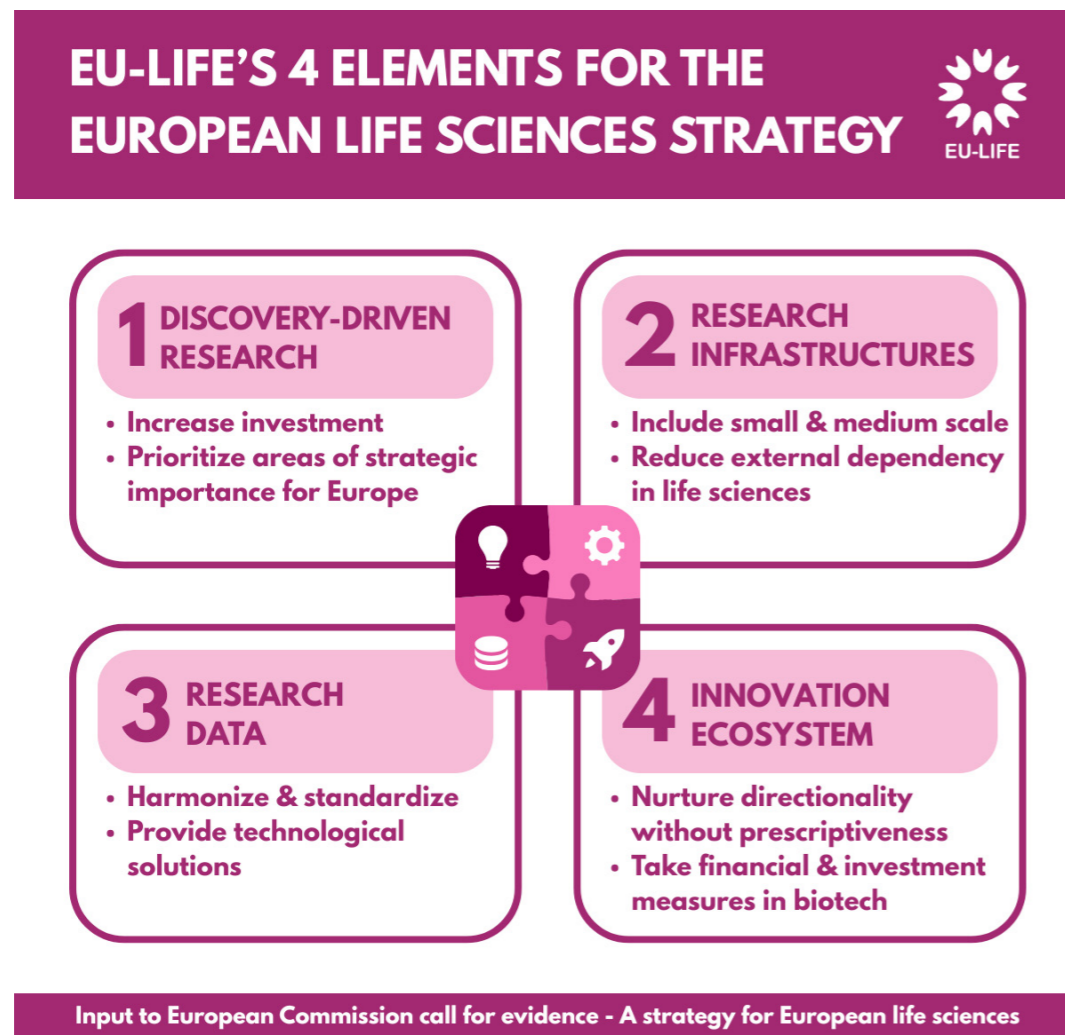 EU-LIFE'S 4 ELEMENTS FOR THE
EUROPEAN LIFE SCIENCES STRATEGY
EU-LIFE
1 DISCOVERY-DRIVEN
RESEARCH
• Increase investment
• Prioritize areas of strategic
importance for Europe
2 RESEARCH
INFRASTRUCTURES
• Include small & medium scale
• Reduce external dependency
in life sciences
3 RESEARCH
DATA
• Harmonize & standardize
• Provide technological
solutions
4 INNOVATION
ECOSYSTEM
• Nurture directionality
without prescriptiveness
• Take financial & investment
measures in biotech
Input to European Commission call for evidence - A strategy for European life sciences